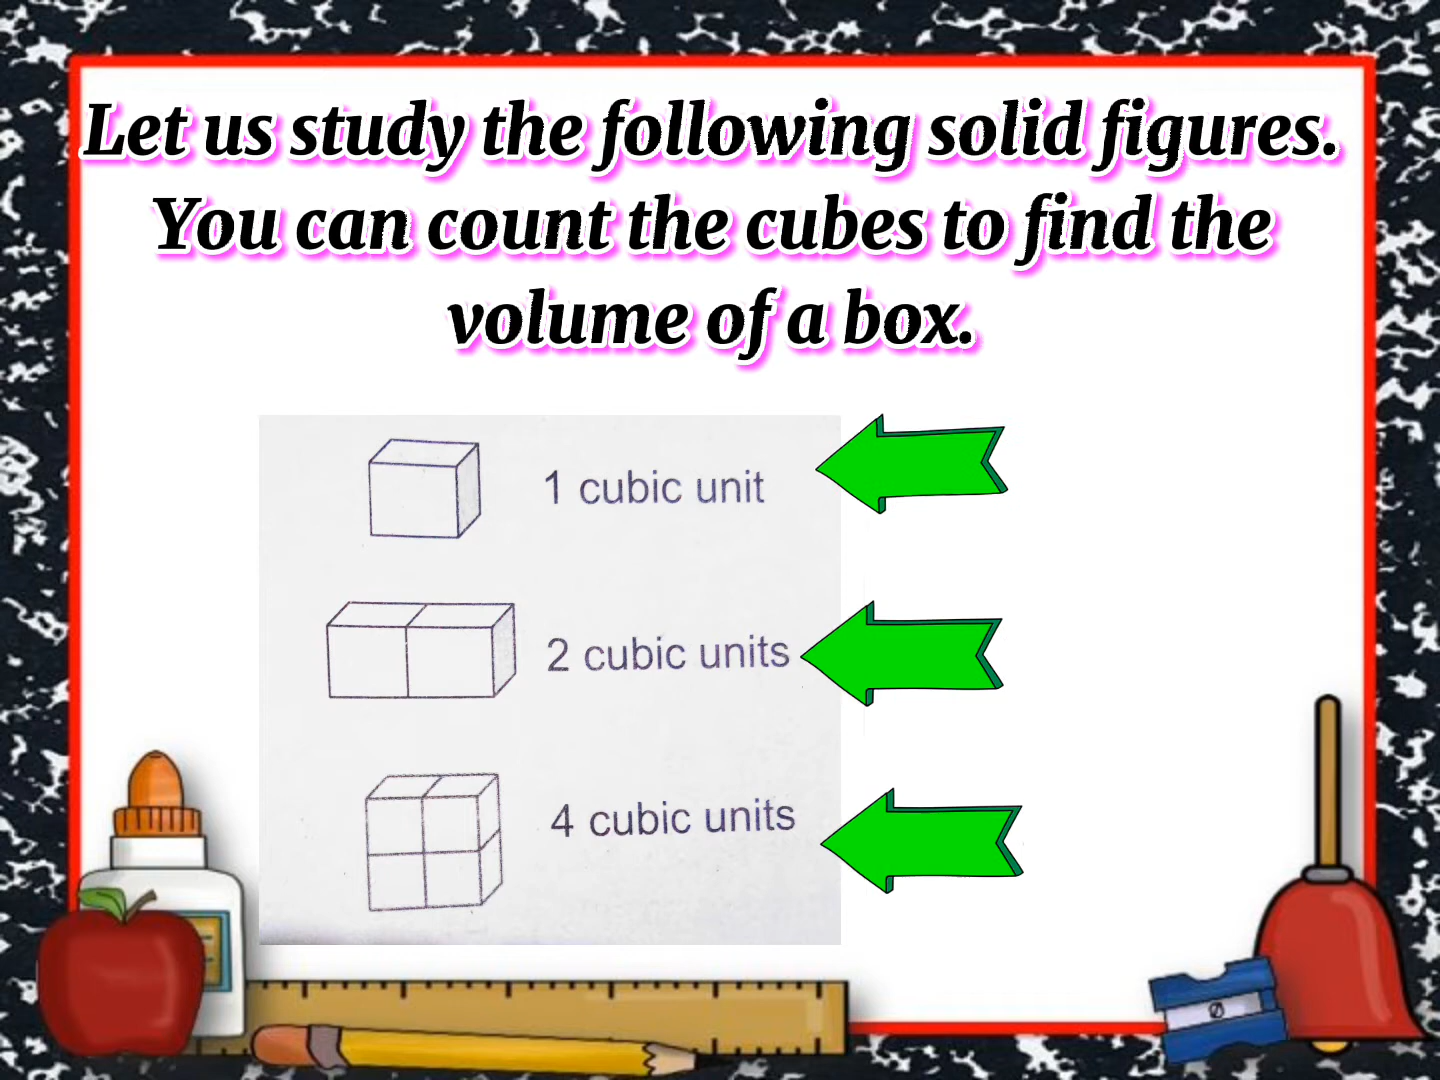 Let us study the following solid figures.
You can count the cubes to find the
volume of a box.
1 cubic unit
2 cubic units
4 cubic units